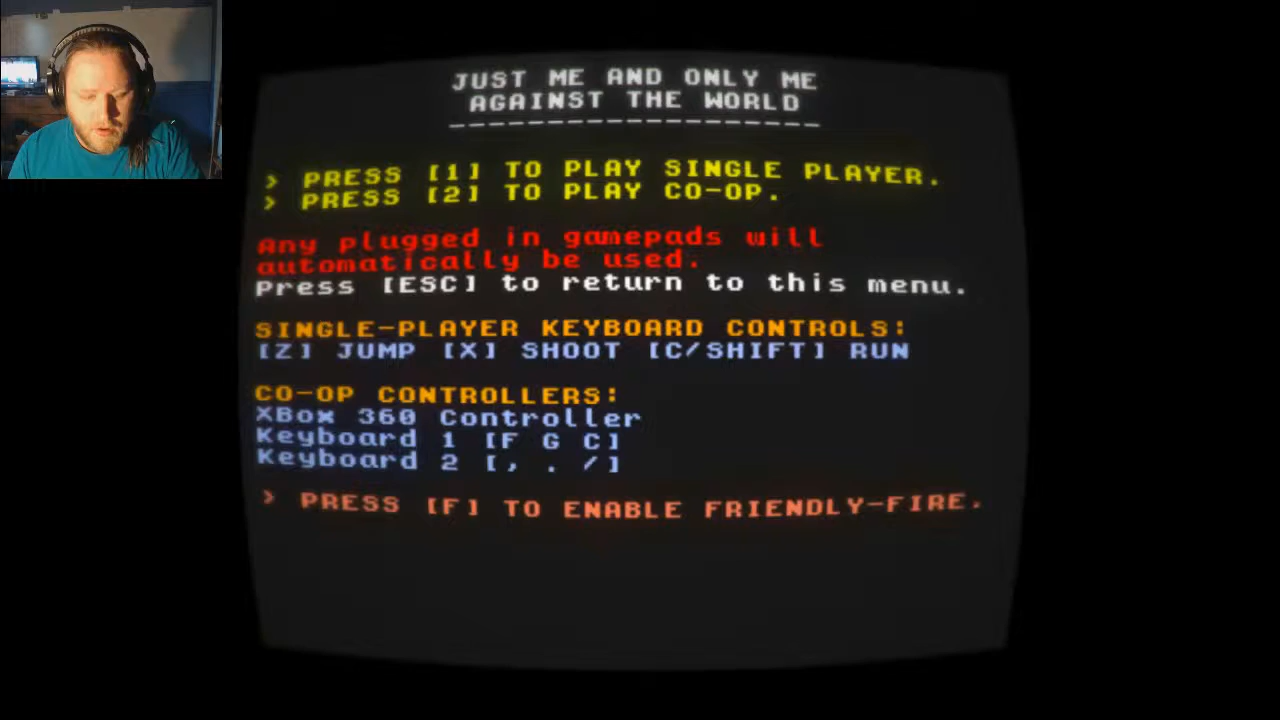 JUST ME AND ONLY ME
AGAINST THE WORLD
-------------------
> PRESS [1] TO PLAY SINGLE PLAYER.
> PRESS [2] TO PLAY CO-OP.
Any plugged in gamepads will
automatically be used.
Press [ESC] to return to this menu.
SINGLE-PLAYER KEYBOARD CONTROLS:
[Z] JUMP [X] SHOOT [C/SHIFT] RUN
CO-OP CONTROLLERS:
XBox 360 Controller
Keyboard 1 [F G C]
Keyboard 2 [, . /]
> PRESS [F] TO ENABLE FRIENDLY-FIRE.